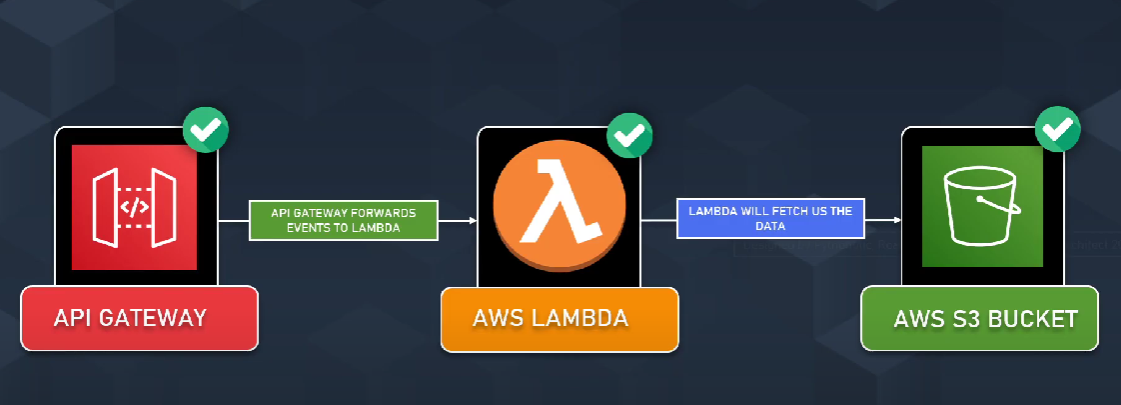 API GATEWAY FORWARDS
EVENTS TO LAMBDA
LAMBDA WILL FETCH US THE
DATA
</>
API GATEWAY
AWS LAMBDA
AWS S3 BUCKET